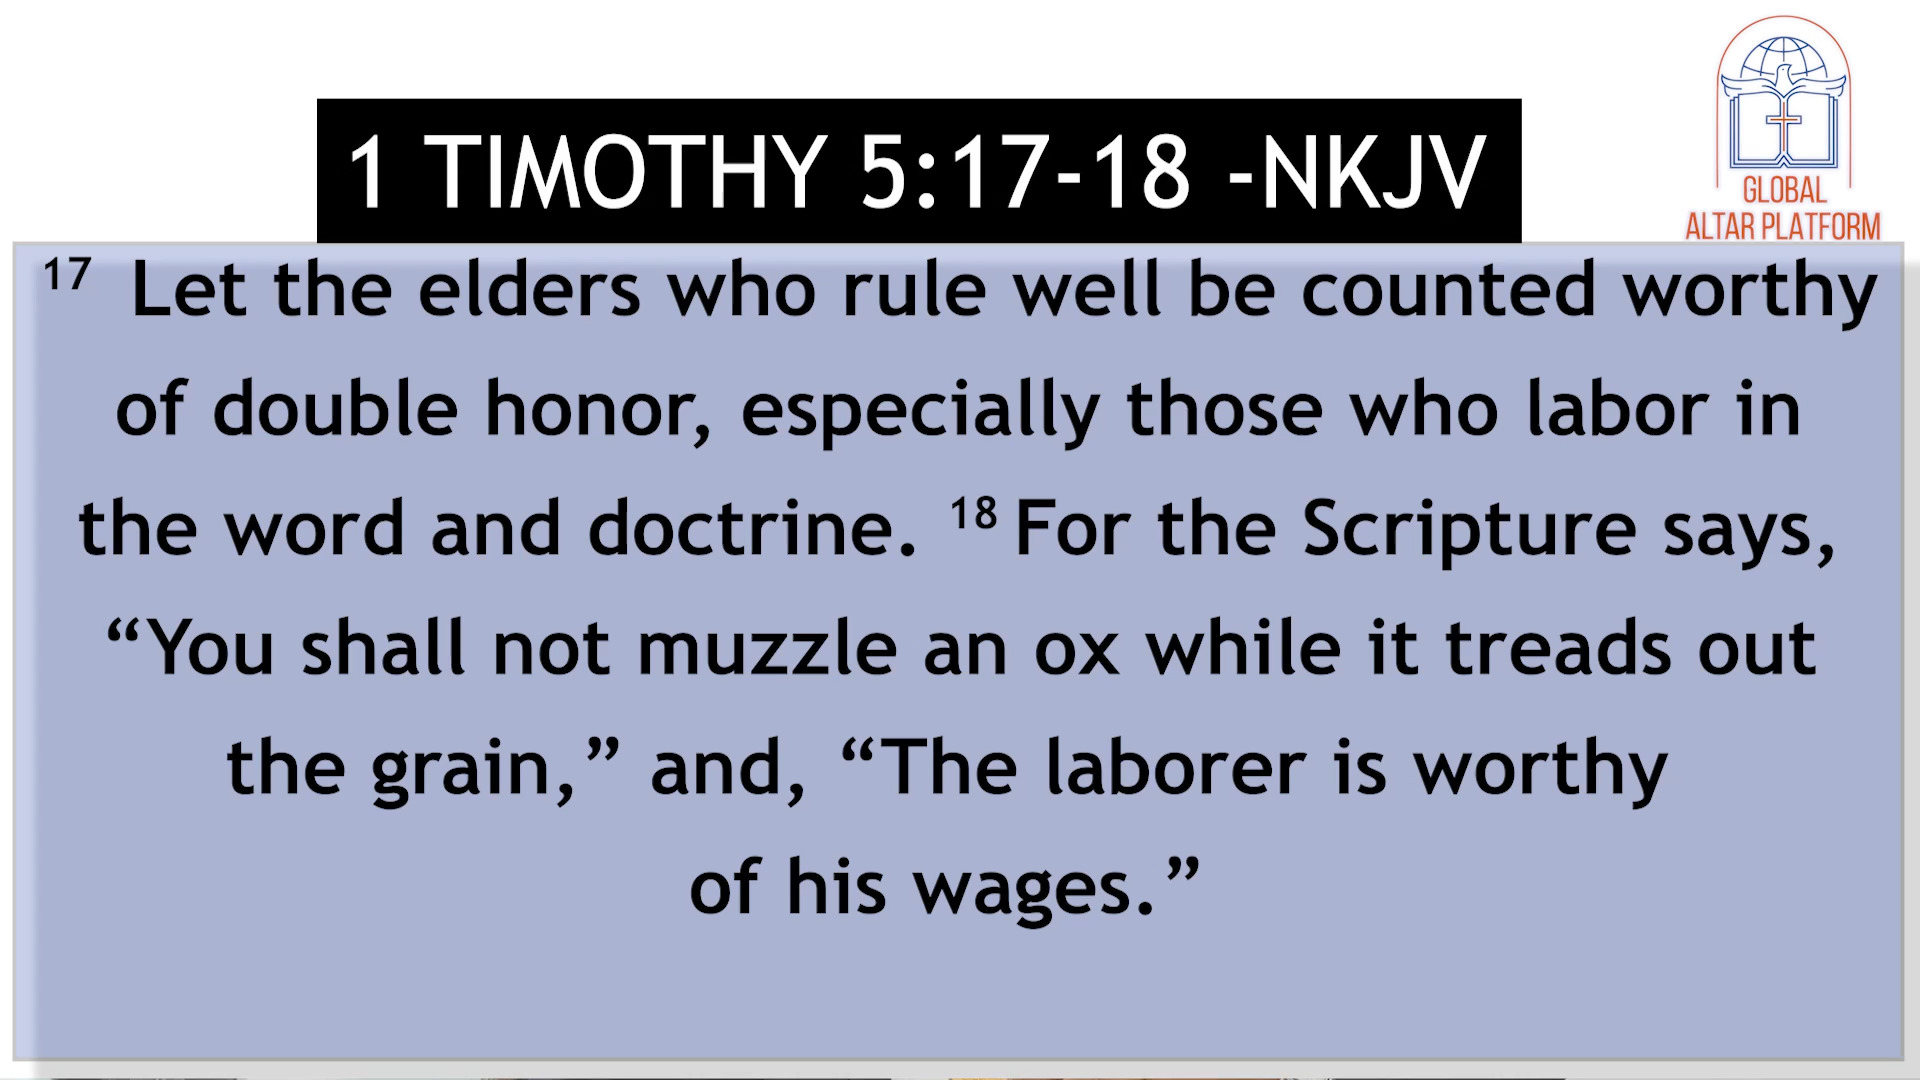 GLOBAL
ALTAR PLATFORM
1 TIMOTHY 5:17-18 -NKJV
17 Let the elders who rule well be counted worthy
of double honor, especially those who labor in
the word and doctrine. 18 For the Scripture says,
“You shall not muzzle an ox while it treads out
the grain,” and, “The laborer is worthy
of his wages.”